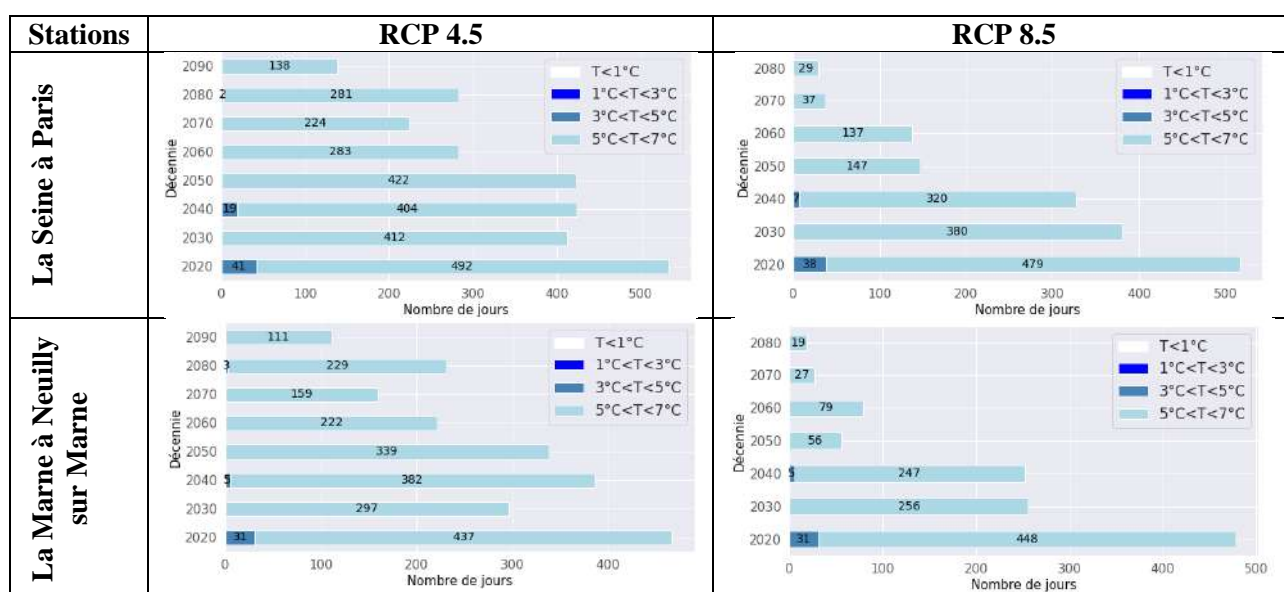 Stations
RCP 4.5
RCP 8.5
La Seine à Paris
Décennie
2090
138
2080
2
281
2070
224
2060
283
2050
422
2040
19
404
2030
412
2020
41
492
0 100 200 300 400 500
Nombre de jours
T<1°C
1°C<T<3°C
3°C<T<5°C
5°C<T<7°C
Décennie
2080
29
2070
37
2060
137
2050
147
2040
7
320
2030
380
2020
38
479
0 100 200 300 400 500
Nombre de jours
T<1°C
1°C<T<3°C
3°C<T<5°C
5°C<T<7°C
La Marne à Neuilly
sur Marne
Décennie
2090
111
2080
3
229
2070
159
2060
222
2050
339
2040
5
382
2030
297
2020
31
437
0 100 200 300 400
Nombre de jours
T<1°C
1°C<T<3°C
3°C<T<5°C
5°C<T<7°C
Décennie
2080
19
2070
27
2060
79
2050
56
2040
5
247
2030
256
2020
31
448
0 100 200 300 400 500
Nombre de jours
T<1°C
1°C<T<3°C
3°C<T<5°C
5°C<T<7°C